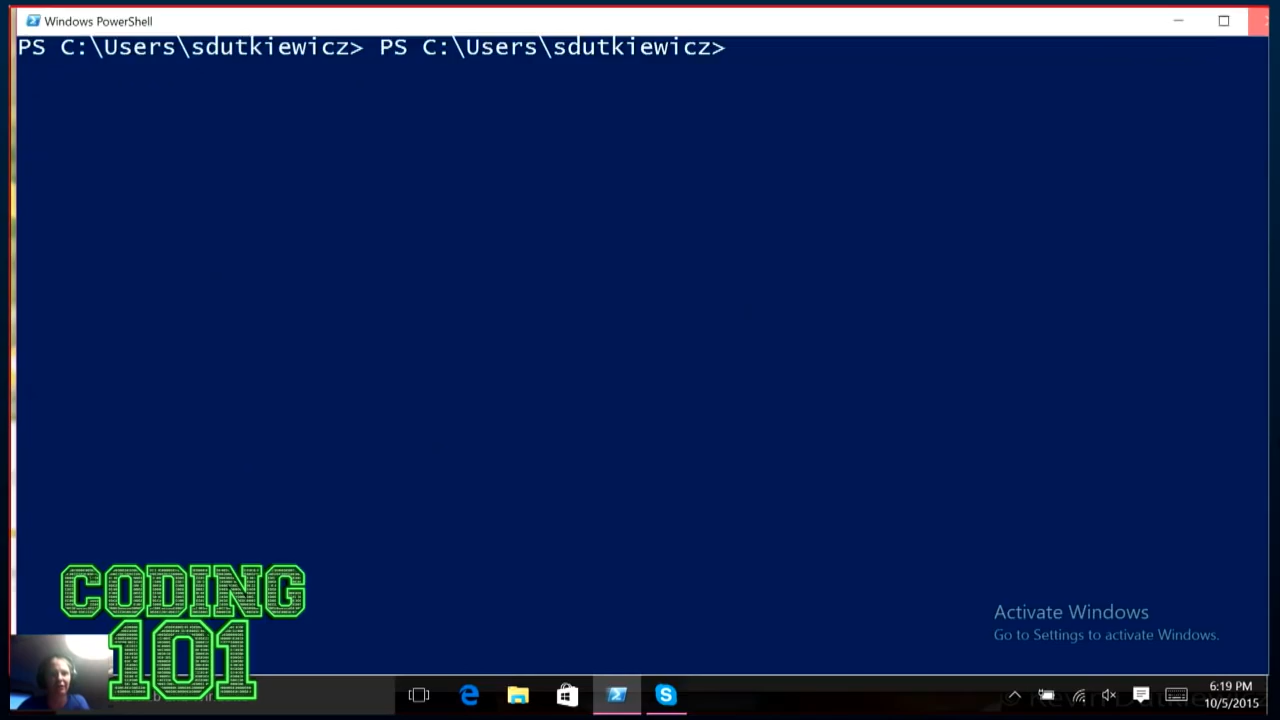 Windows PowerShell
PS C:\Users\sdutkiewicz> PS C:\Users\sdutkiewicz>
CODING
101
Activate Windows
Go to Settings to activate Windows.
6:19 PM
10/5/2015